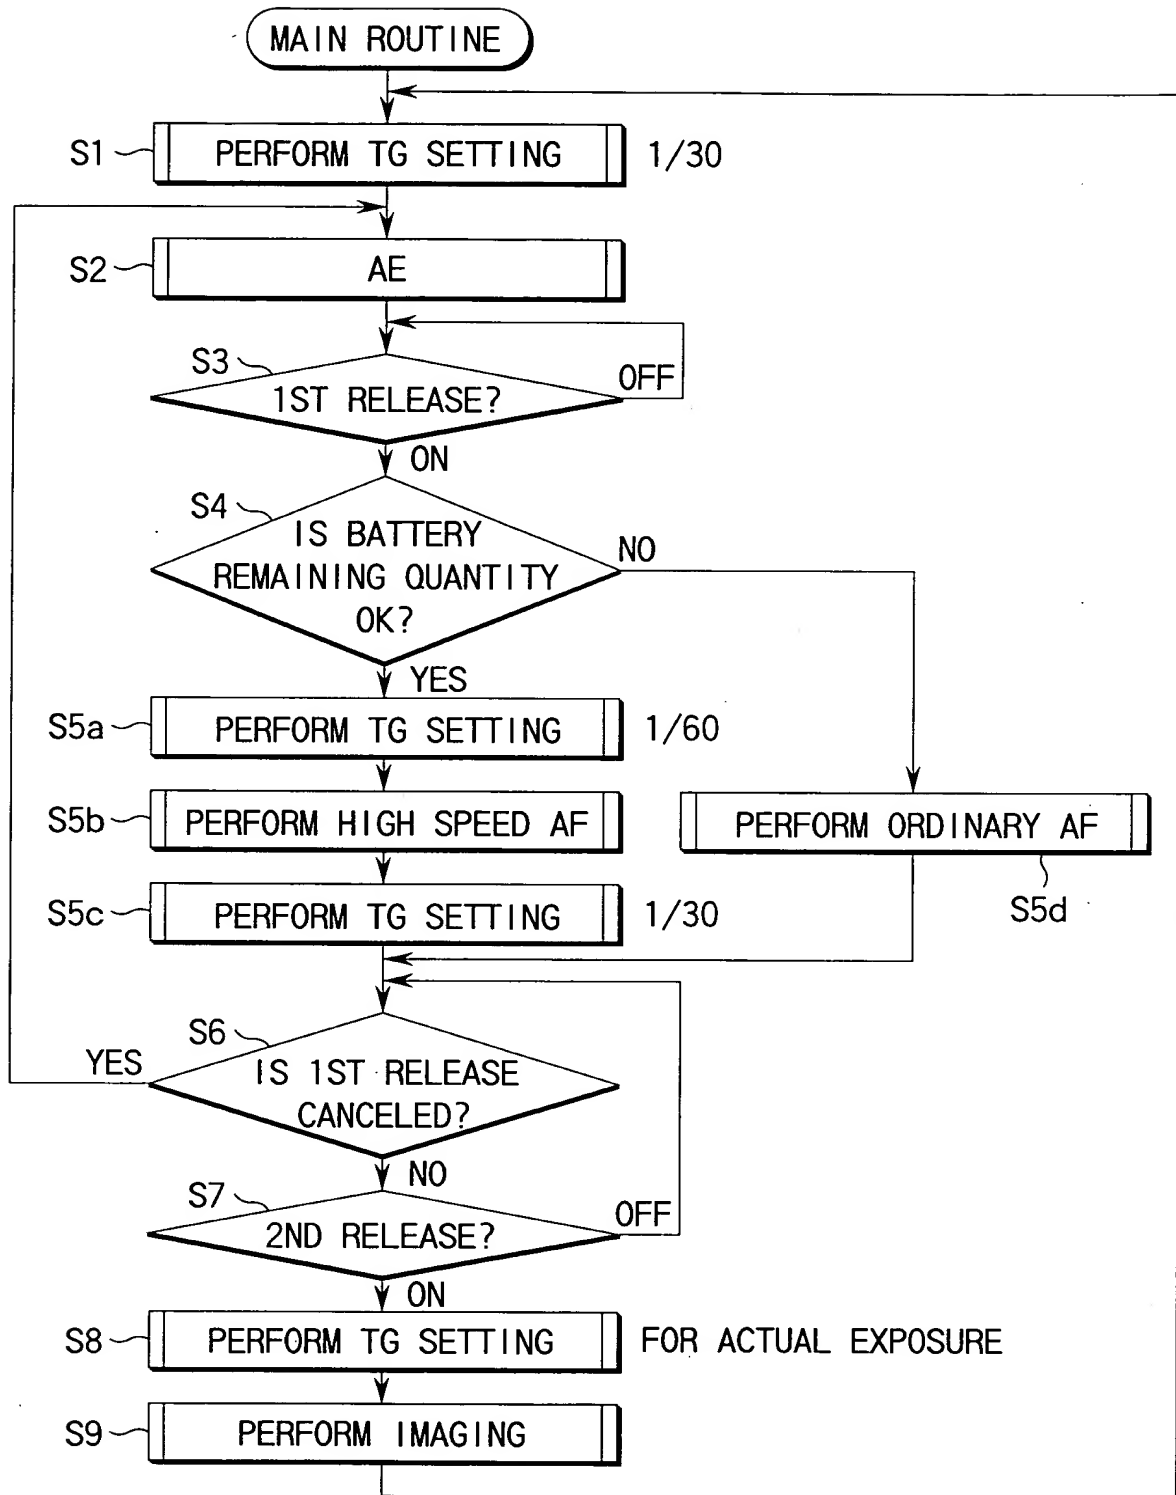 MAIN ROUTINE
S1
PERFORM TG SETTING
1/30
S2
AE
S3
1ST RELEASE?
OFF
ON
S4
IS BATTERY
REMAINING QUANTITY
OK?
NO
YES
S5a
PERFORM TG SETTING
1/60
S5b
PERFORM HIGH SPEED AF
PERFORM ORDINARY AF
S5c
PERFORM TG SETTING
1/30
S5d
S6
YES
IS 1ST RELEASE
CANCELED?
NO
S7
2ND RELEASE?
OFF
ON
S8
PERFORM TG SETTING
FOR ACTUAL EXPOSURE
S9
PERFORM IMAGING